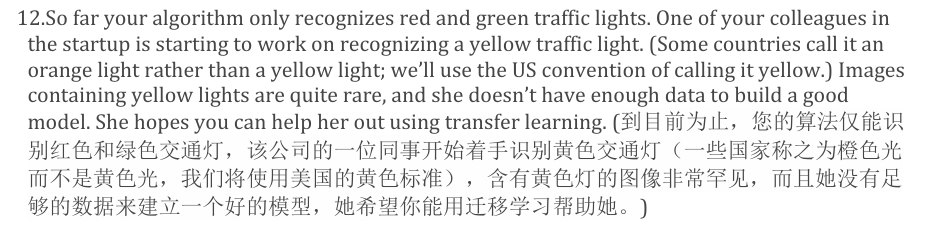 12.So far your algorithm only recognizes red and green traffic lights. One of your colleagues in
the startup is starting to work on recognizing a yellow traffic light. (Some countries call it an
orange light rather than a yellow light; we’ll use the US convention of calling it yellow.) Images
containing yellow lights are quite rare, and she doesn’t have enough data to build a good
model. She hopes you can help her out using transfer learning. (到目前为止，您的算法仅能识
别红色和绿色交通灯，该公司的一位同事开始着手识别黄色交通灯（一些国家称之为橙色光
而不是黄色光，我们将使用美国的黄色标准），含有黄色灯的图像非常罕见，而且她没有足
够的数据来建立一个好的模型，她希望你能用迁移学习帮助她。)